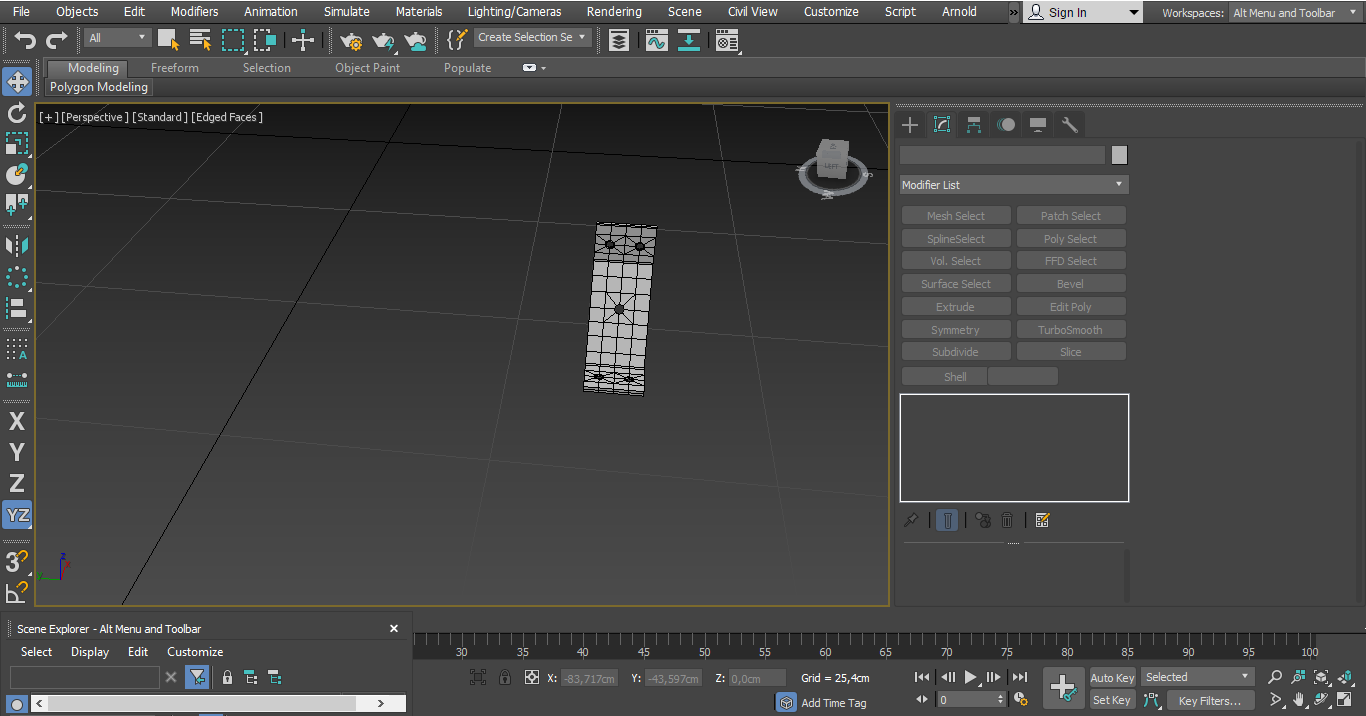 File Objects Edit Modifiers Animation Simulate Materials Lighting/Cameras Rendering Scene Civil View Customize Script Arnold » Sign In Workspaces: Alt Menu and Toolbar
All Create Selection Se
Modeling Freeform Selection Object Paint Populate
Polygon Modeling
[+] [Perspective ] [Standard ] [Edged Faces ]
Modifier List
Mesh Select Patch Select
SplineSelect Poly Select
Vol. Select FFD Select
Surface Select Bevel
Extrude Edit Poly
Symmetry TurboSmooth
Subdivide Slice
Shell
LEFT
S
W
A
X
Y
Z
YZ
3
z
x
y
Scene Explorer - Alt Menu and Toolbar
Select Display Edit Customize
30 35 40 45 50 55 60 65 70 75 80 85 90 95 100
X: -83,717cm Y: -43,597cm Z: 0,0cm Grid = 25,4cm
Add Time Tag
0
Auto Key Selected
Set Key Key Filters...